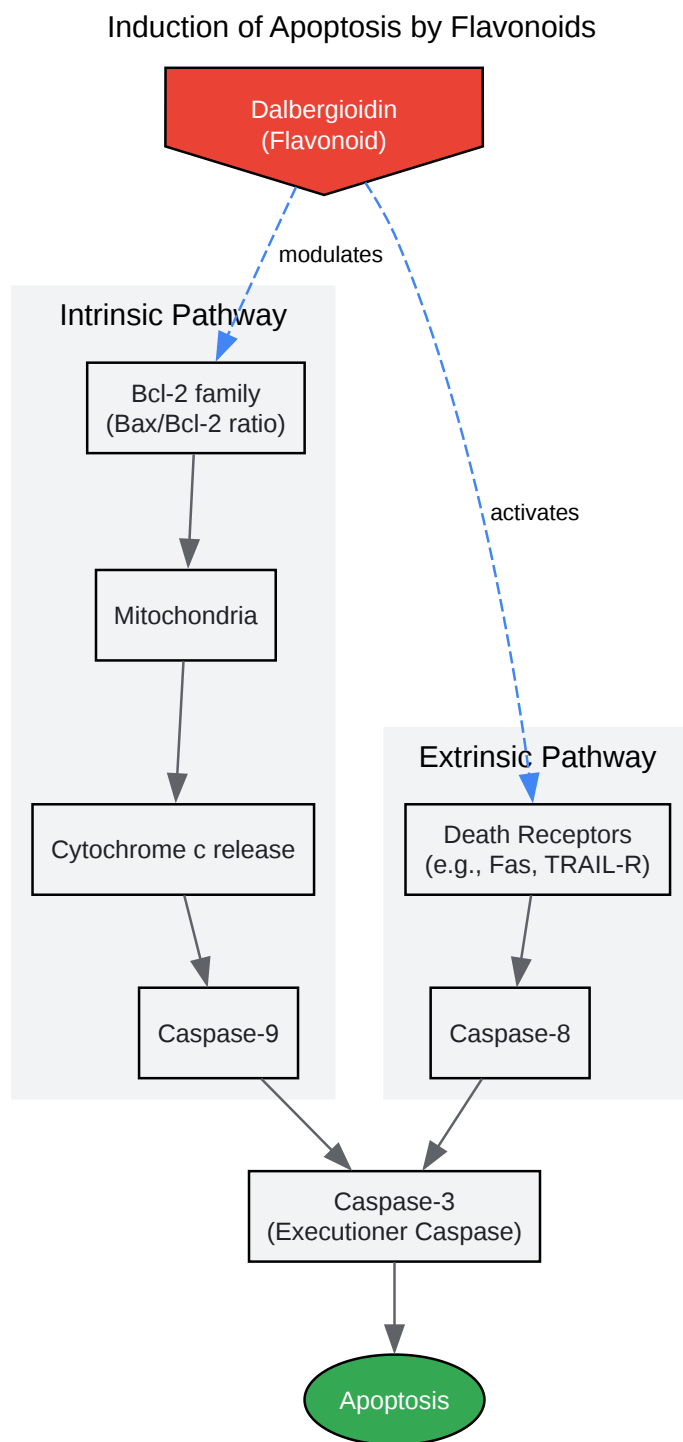 Induction of Apoptosis by Flavonoids
Dalbergioidin
(Flavonoid)
modulates
Intrinsic Pathway
Bcl-2 family
(Bax/Bcl-2 ratio)
activates
Mitochondria
Extrinsic Pathway
Cytochrome c release
Death Receptors
(e.g., Fas, TRAIL-R)
Caspase-9
Caspase-8
Caspase-3
(Executioner Caspase)
Apoptosis